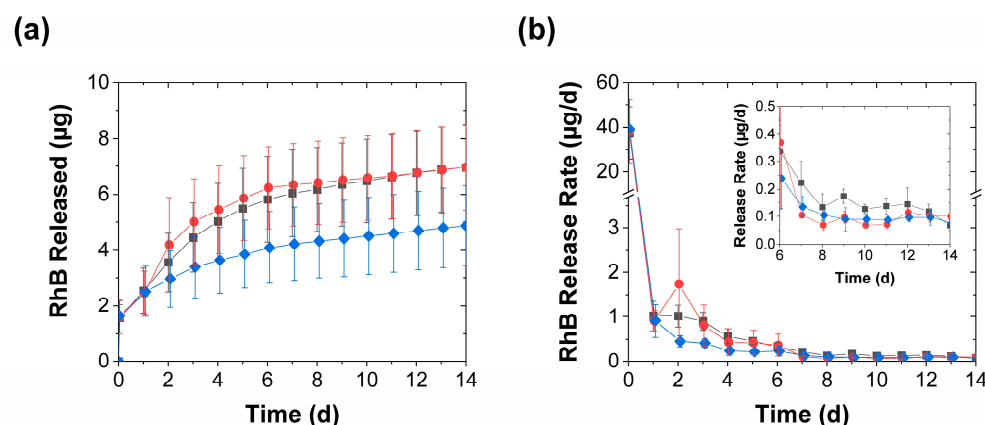 (a)
(b)
RhB Released (µg)
10
8
6
4
2
0
0 2 4 6 8 10 12 14
Time (d)
RhB Release Rate (µg/d)
60
40
20
3
2
1
0
0 2 4 6 8 10 12 14
Time (d)
Release Rate (µg/d)
0.5
0.4
0.3
0.2
0.1
0.0
6 8 10 12 14
Time (d)